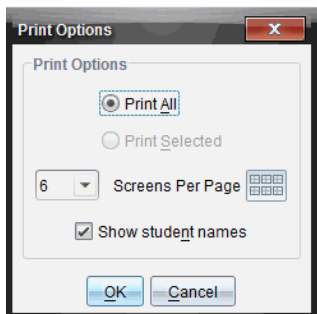 Print Options
Print Options
Print All
Print Selected
6 Screens Per Page
Show student names
OK Cancel